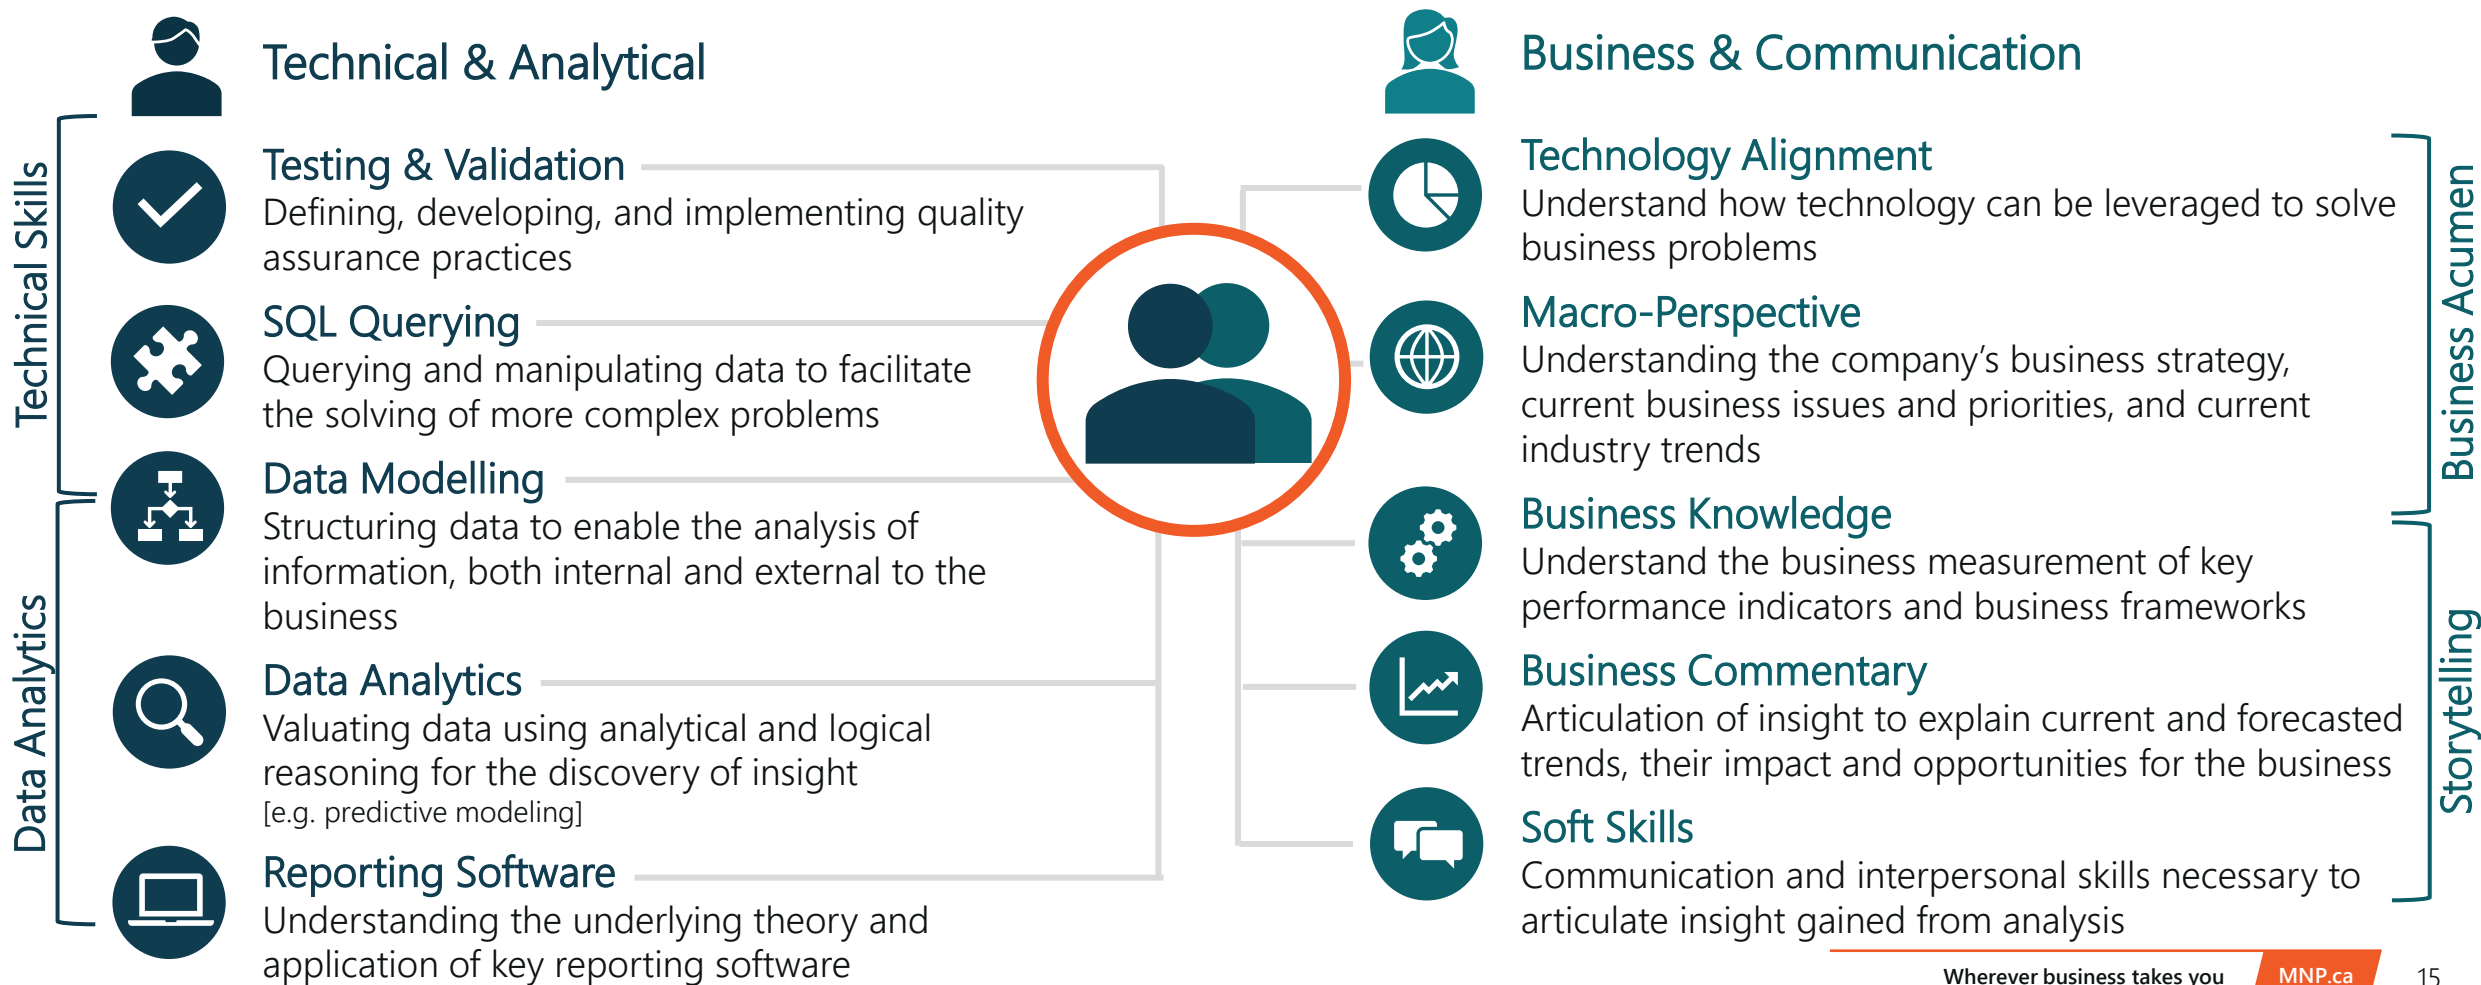 Technical & Analytical
Technical Skills
Testing & Validation
Defining, developing, and implementing quality
assurance practices
SQL Querying
Querying and manipulating data to facilitate
the solving of more complex problems
Data Modelling
Structuring data to enable the analysis of
information, both internal and external to the
business
Data Analytics
Data Analytics
Valuating data using analytical and logical
reasoning for the discovery of insight
[e.g. predictive modeling]
Reporting Software
Understanding the underlying theory and
application of key reporting software
Business & Communication
Technology Alignment
Understand how technology can be leveraged to solve
business problems
Macro-Perspective
Understanding the company's business strategy,
current business issues and priorities, and current
industry trends
Business Acumen
Business Knowledge
Understand the business measurement of key
performance indicators and business frameworks
Business Commentary
Articulation of insight to explain current and forecasted
trends, their impact and opportunities for the business
Soft Skills
Communication and interpersonal skills necessary to
articulate insight gained from analysis
Storytelling
Wherever business takes you
MNP.ca
15